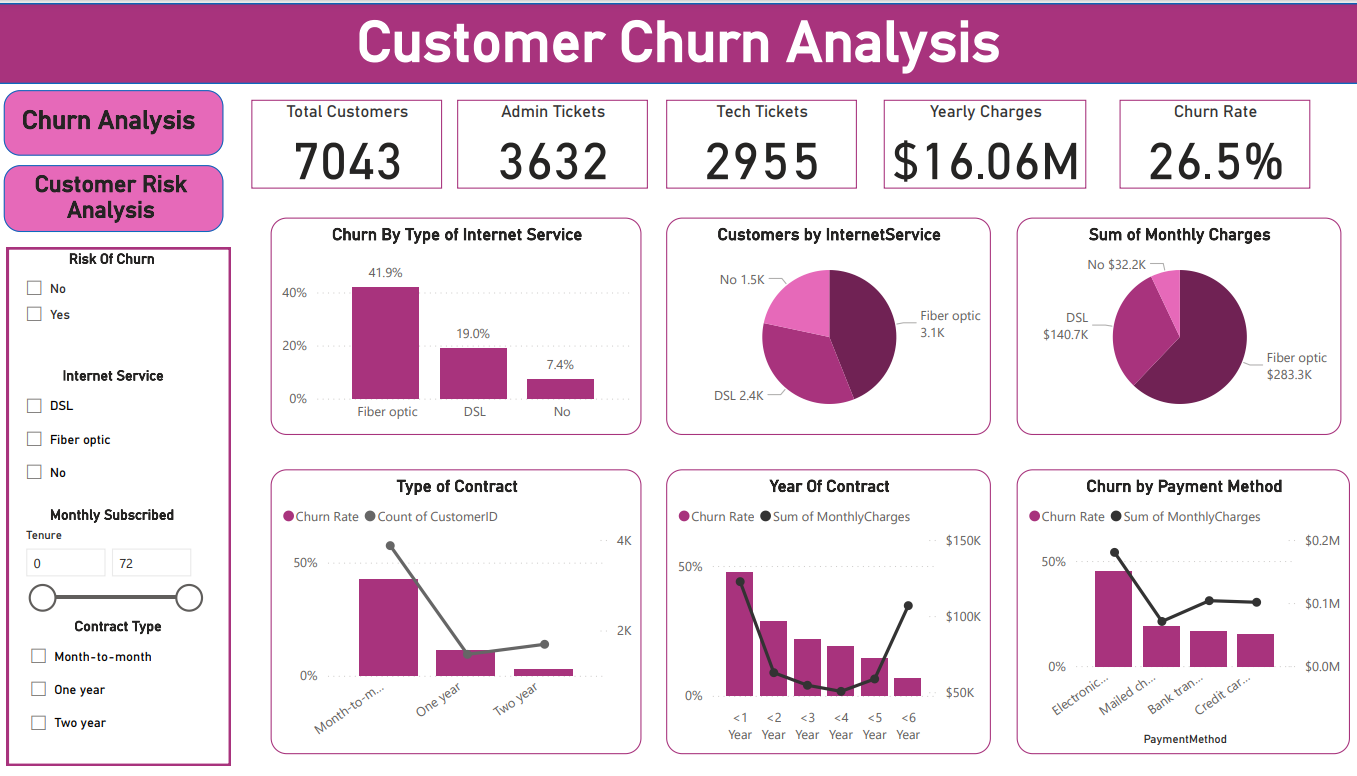 Customer Churn Analysis
Churn Analysis
Customer Risk
Analysis
Total Customers
7043
Admin Tickets
3632
Tech Tickets
2955
Yearly Charges
$16.06M
Churn Rate
26.5%
Risk Of Churn
No
Yes
Internet Service
DSL
Fiber optic
No
Monthly Subscribed
Tenure
0
72
Contract Type
Month-to-month
One year
Two year
Churn By Type of Internet Service
40%
20%
0%
41.9%
19.0%
7.4%
Fiber optic
DSL
No
Customers by InternetService
No 1.5K
Fiber optic
3.1K
DSL 2.4K
Sum of Monthly Charges
No $32.2K
DSL
$140.7K
Fiber optic
$283.3K
Type of Contract
Churn Rate
Count of CustomerID
50%
0%
4K
2K
Month-to-m...
One year
Two year
Year Of Contract
Churn Rate
Sum of MonthlyCharges
50%
0%
$150K
$100K
$50K
<1
Year
<2
Year
<3
Year
<4
Year
<5
Year
<6
Year
Churn by Payment Method
Churn Rate
Sum of MonthlyCharges
50%
0%
$0.2M
$0.1M
$0.0M
Electronic...
Mailed ch...
Bank tran...
Credit car...
PaymentMethod